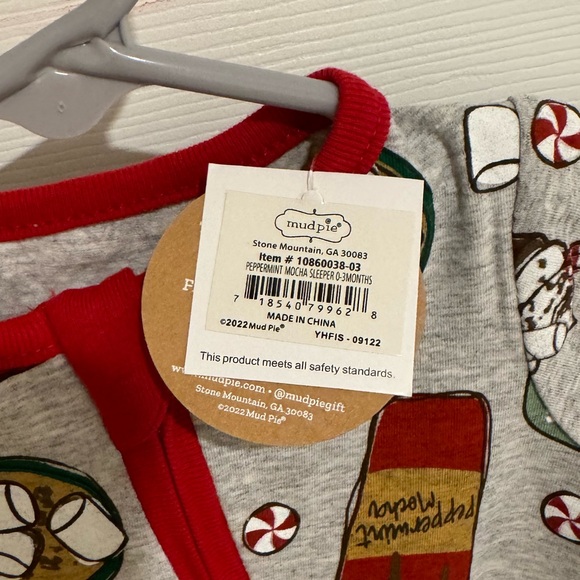 mudpie®
Stone Mountain, GA 30083
Item # 10860038-03
PEPPERMINT MOCHA SLEEPER 0-3MONTHS
7 18540 79962 8
MADE IN CHINA
©2022 Mud Pie® YHFIS - 09122
This product meets all safety standards.
F
mudpie.com • @mudpiegift
Stone Mountain, GA 30083
©2022 Mud Pie®
Peppermint
Mocha